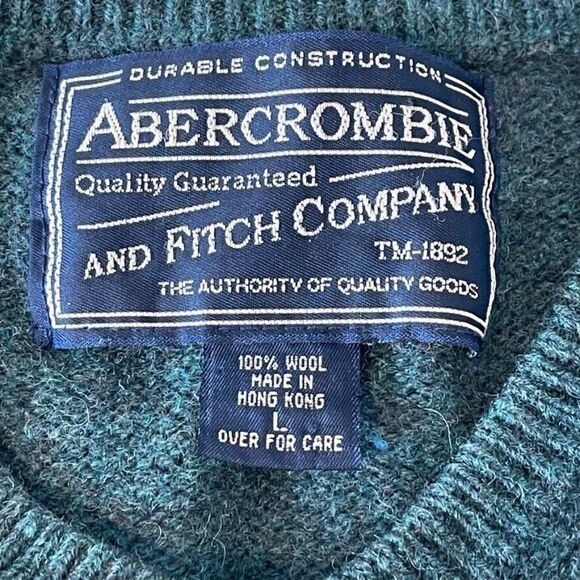 DURABLE CONSTRUCTION
ABERCROMBIE
Quality Guaranteed
AND FITCH COMPANY
TM-1892
THE AUTHORITY OF QUALITY GOODS
100% WOOL
MADE IN
HONG KONG
L
OVER FOR CARE